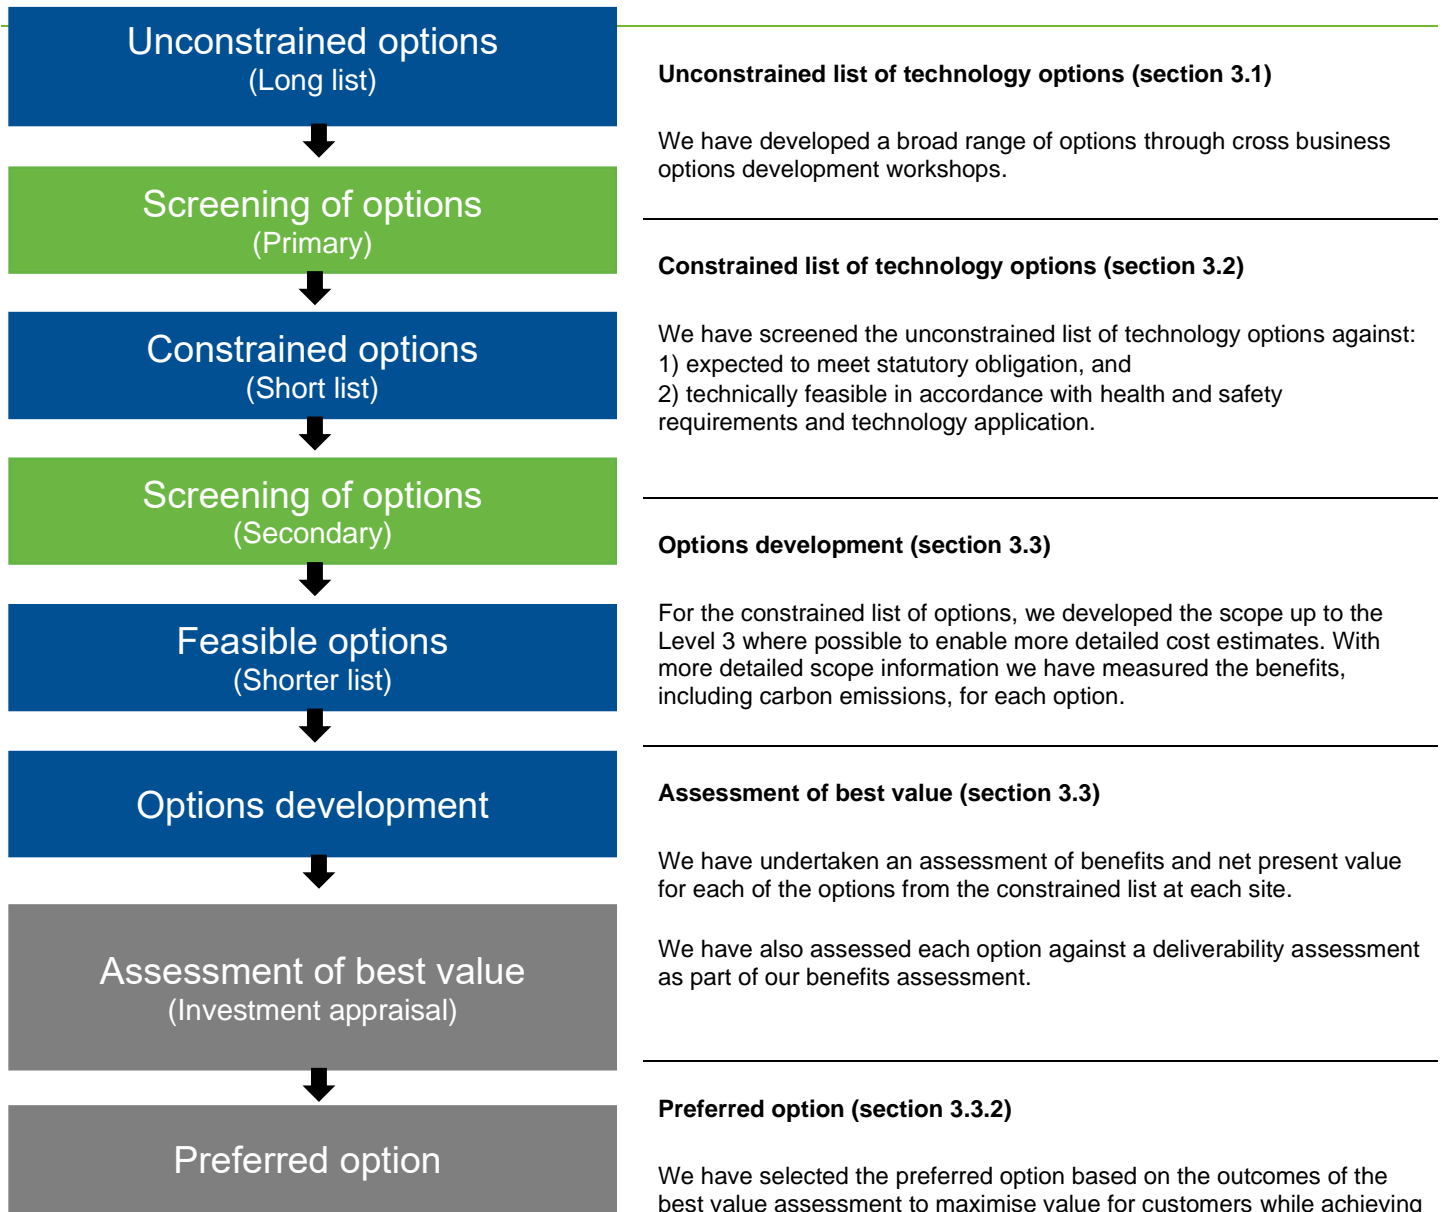 Unconstrained options
(Long list)
Screening of options
(Primary)
Constrained options
(Short list)
Screening of options
(Secondary)
Feasible options
(Shorter list)
Options development
Assessment of best value
(Investment appraisal)
Preferred option
Unconstrained list of technology options (section 3.1)
We have developed a broad range of options through cross business
options development workshops.
Constrained list of technology options (section 3.2)
We have screened the unconstrained list of technology options against:
1) expected to meet statutory obligation, and
2) technically feasible in accordance with health and safety
requirements and technology application.
Options development (section 3.3)
For the constrained list of options, we developed the scope up to the
Level 3 where possible to enable more detailed cost estimates. With
more detailed scope information we have measured the benefits,
including carbon emissions, for each option.
Assessment of best value (section 3.3)
We have undertaken an assessment of benefits and net present value
for each of the options from the constrained list at each site.
We have also assessed each option against a deliverability assessment
as part of our benefits assessment.
Preferred option (section 3.3.2)
We have selected the preferred option based on the outcomes of the
best value assessment to maximise value for customers while achieving